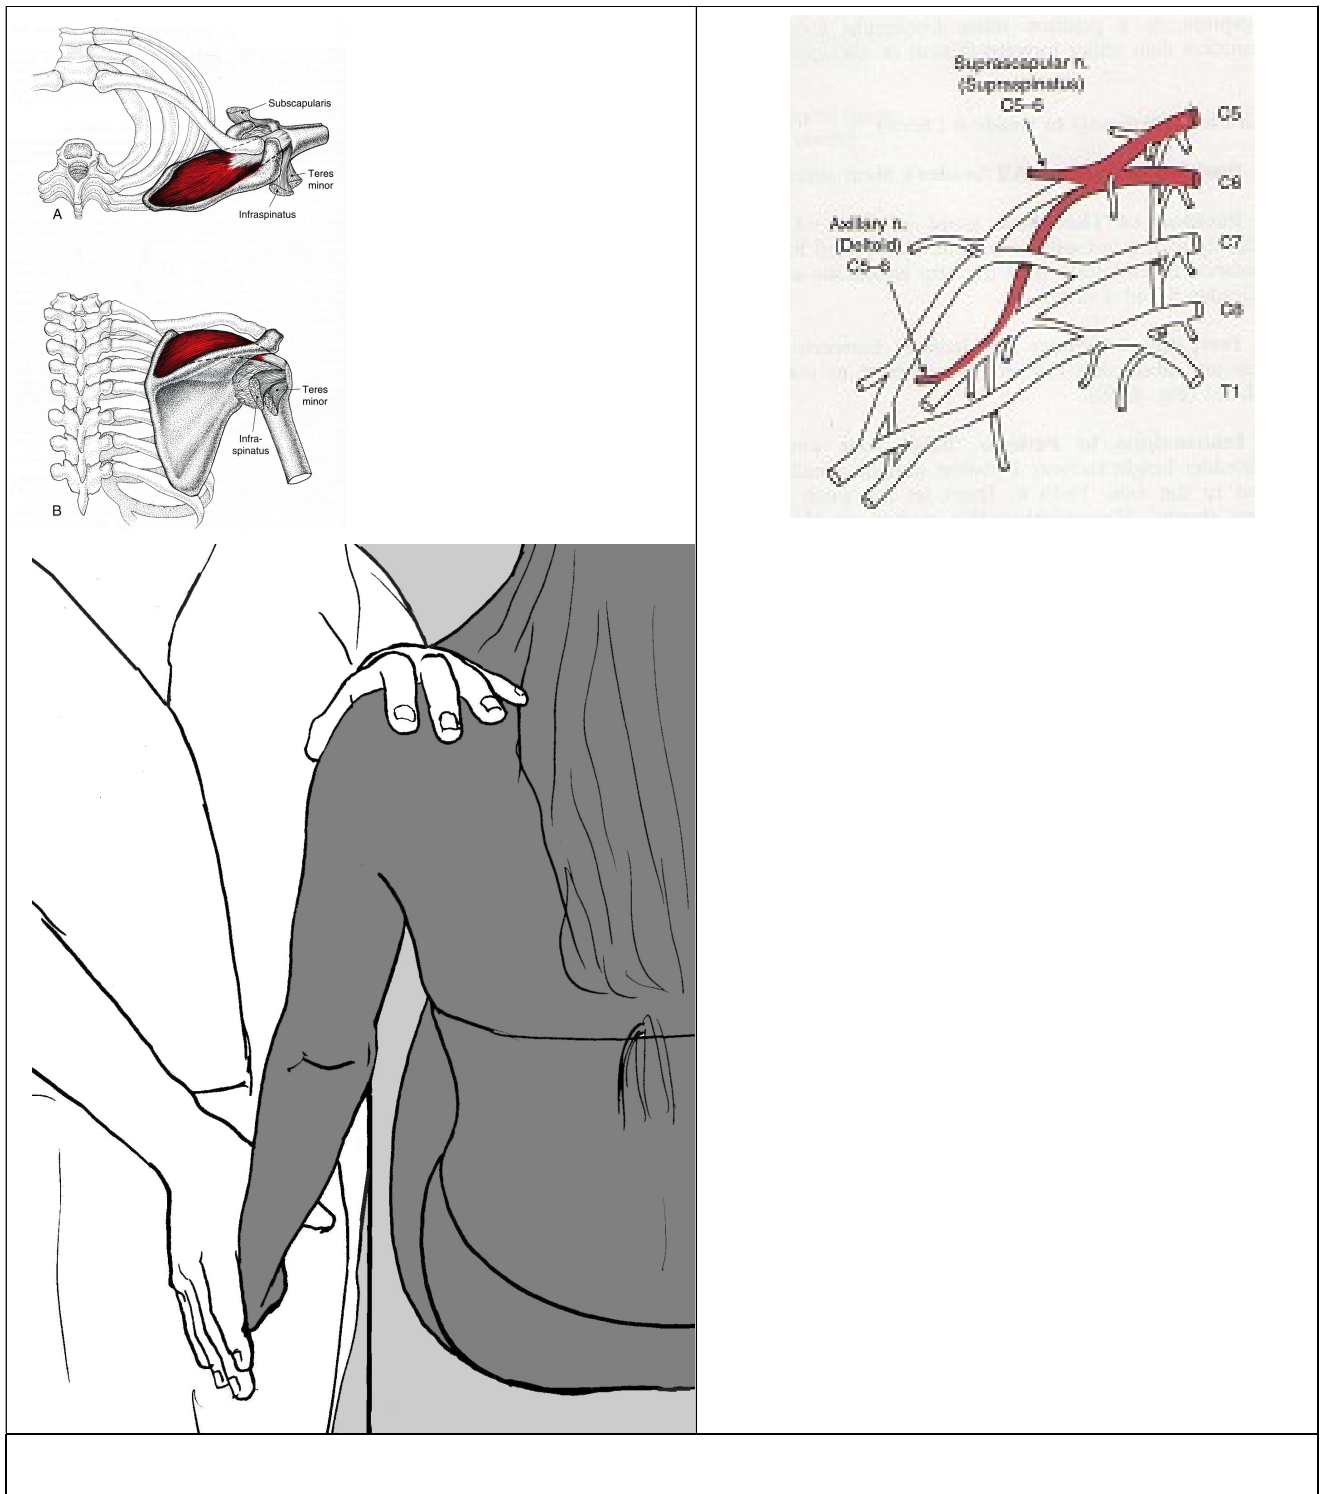 Subscapularis
Teres
minor
Infraspinatus
A
Teres
minor
Infra-
spinatus
B
Suprascapular n.
(Supraspinatus)
C5–6
C5
C6
C7
C8
T1
Axillary n.
(Deltoid)
C5–6